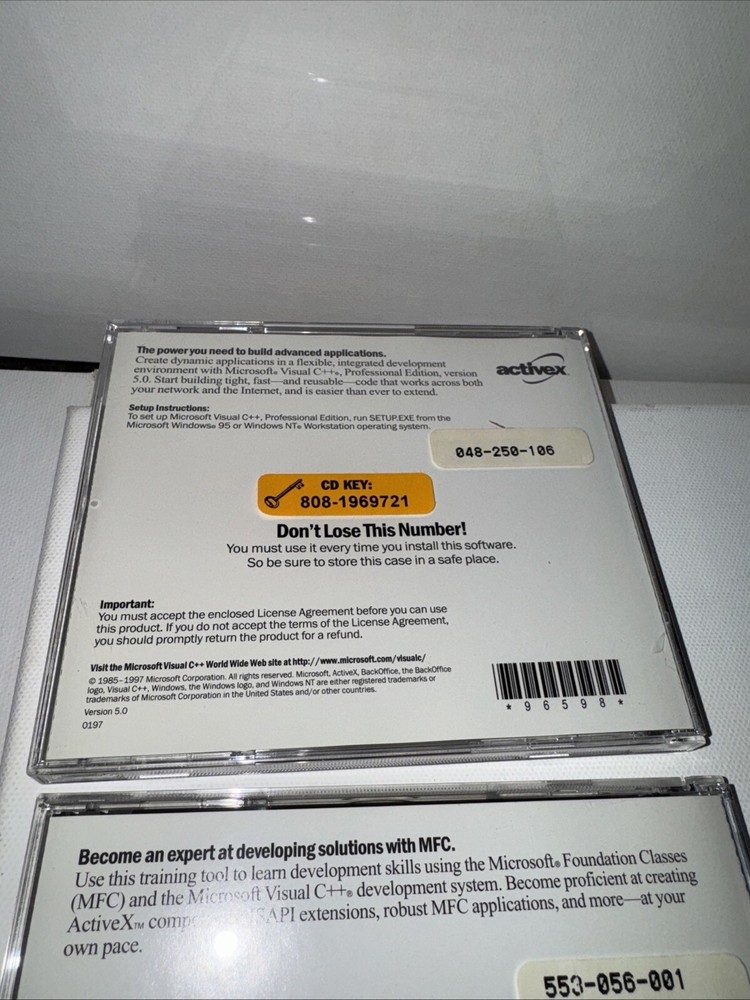 The power you need to build advanced applications.
Create dynamic applications in a flexible, integrated development
environment with Microsoft® Visual C++®, Professional Edition, version
5.0. Start building tight, fast—and reusable—code that works across both
your network and the Internet, and is easier than ever to extend.
activex™
Setup Instructions:
To set up Microsoft Visual C++, Professional Edition, run SETUP.EXE from the
Microsoft Windows® 95 or Windows NT® Workstation operating system.
048-250-106
CD KEY:
808-1969721
Don't Lose This Number!
You must use it every time you install this software.
So be sure to store this case in a safe place.
Important:
You must accept the enclosed License Agreement before you can use
this product. If you do not accept the terms of the License Agreement,
you should promptly return the product for a refund.
Visit the Microsoft Visual C++ World Wide Web site at http://www.microsoft.com/visualc/
© 1985-1997 Microsoft Corporation. All rights reserved. Microsoft, ActiveX, BackOffice, the BackOffice
logo, Visual C++, Windows, the Windows logo, and Windows NT are either registered trademarks or
trademarks of Microsoft Corporation in the United States and/or other countries.
Version 5.0
0197
*96598*
Become an expert at developing solutions with MFC.
Use this training tool to learn development skills using the Microsoft® Foundation Classes
(MFC) and the Microsoft Visual C++® development system. Become proficient at creating
ActiveX™ extensions, robust MFC applications, and more—at your
own pace.
553-056-001